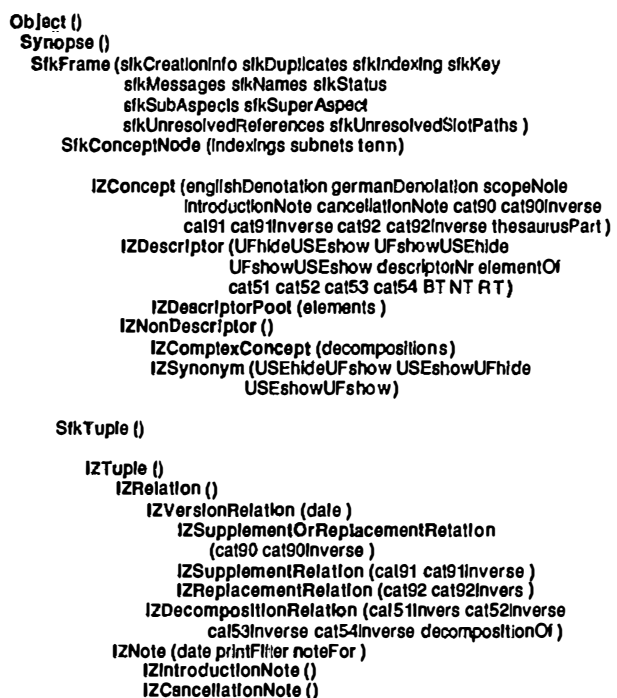 Object ()
Synopse ()
SfkFrame (sfkCreationInfo sfkDuplicates sfkIndexing sfkKey
sfkMessages sfkNames sfkStatus
sfkSubAspects sfkSuperAspect
sfkUnresolvedReferences sfkUnresolvedSlotPaths )
SfkConceptNode (indexings subnets term)
IZConcept (englishDenotation germanDenotation scopeNote
introductionNote cancellationNote cat90 cat90Inverse
cat91 cat91Inverse cat92 cat92Inverse thesaurusPart )
IZDescriptor (UFhideUSEshow UFshowUSEhide
UFshowUSEshow descriptorNr elementOf
cat51 cat52 cat53 cat54 BT NT RT)
IZDescriptorPool (elements )
IZNonDescriptor ()
IZComplexConcept (decompositions)
IZSynonym (USEhideUFshow USEshowUFhide
USEshowUFshow)
SfkTuple ()
IZTuple ()
IZRelation ()
IZVersionRelation (date )
IZSupplementOrReplacementRelation
(cat90 cat90Inverse )
IZSupplementRelation (cat91 cat91Inverse )
IZReplacementRelation (cat92 cat92Invers )
IZDecompositionRelation (cat51Invers cat52Inverse
cat53Inverse cat54Inverse decompositionOf )
IZNote (date printFilter noteFor )
IZIntroductionNote ()
IZCancellationNote ()